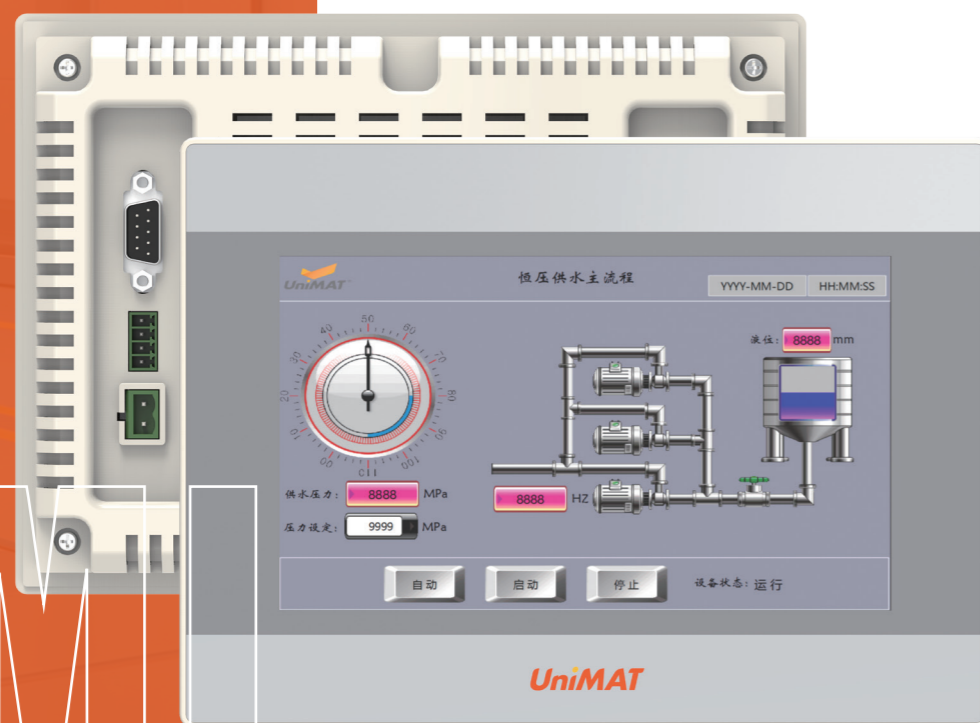 UniMAT
恒压供水主流程
YYYY-MM-DD HH:MM:SS
液位: 8888 mm
50
40 60
30 70
20 80
10 90
00 100
110
供水压力: 8888 MPa
8888 HZ
压力设定: 9999 MPa
自动 启动 停止 设备状态: 运行
UniMAT